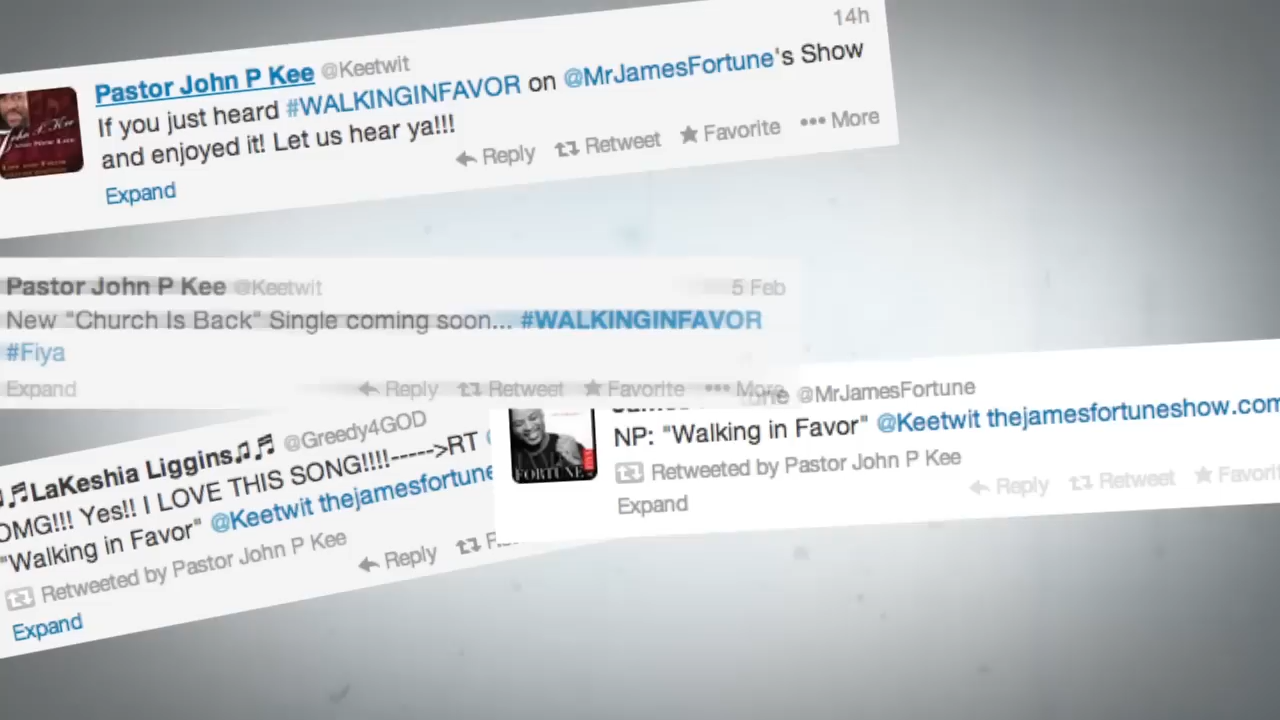 14h
Pastor John P Kee @Keetwit
If you just heard #WALKINGINFAVOR on @MrJamesFortune's Show
and enjoyed it! Let us hear ya!!!
Reply Retweet Favorite More
Expand
Pastor John P Kee @Keetwit 5 Feb
New "Church Is Back" Single coming soon... #WALKINGINFAVOR
#Fiya
Expand Reply Retweet Favorite More
@MrJamesFortune
NP: "Walking in Favor" @Keetwit thejamesfortuneshow.com
Retweeted by Pastor John P Kee
Expand Reply Retweet Favorit
FORTUNE
♫♬LaKeshia Liggins♫♬ @Greedy4GOD
OMG!!! Yes!! I LOVE THIS SONG!!!!----->RT
"Walking in Favor" @Keetwit thejamesfortune
Retweeted by Pastor John P Kee
Reply
Expand